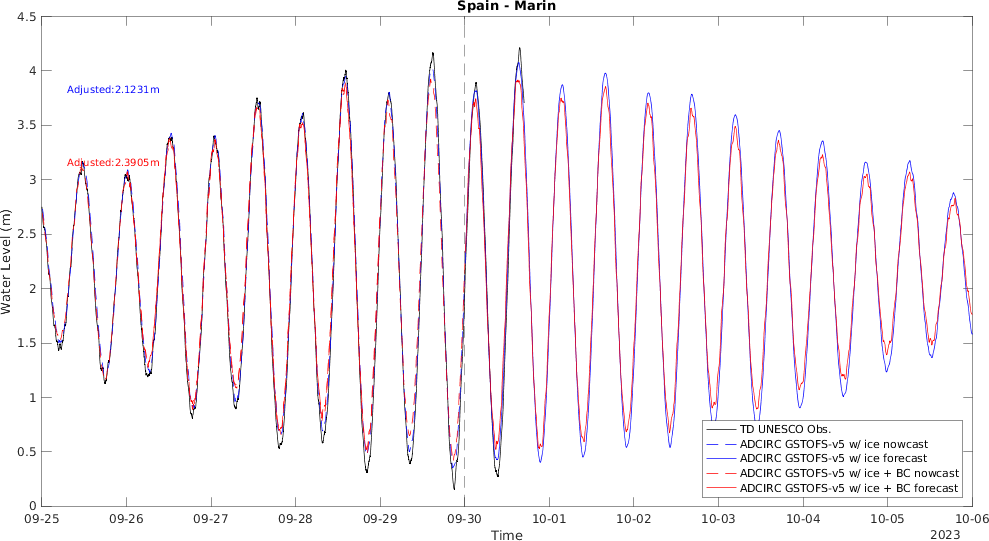 Spain - Marin
4.5
4
3.5
3
2.5
2
1.5
1
0.5
0
Water Level (m)
Adjusted:2.1231m
Adjusted:2.3905m
TD UNESCO Obs.
ADCIRC GSTOFS-v5 w/ ice nowcast
ADCIRC GSTOFS-v5 w/ ice forecast
ADCIRC GSTOFS-v5 w/ ice + BC nowcast
ADCIRC GSTOFS-v5 w/ ice + BC forecast
09-25 09-26 09-27 09-28 09-29 09-30 10-01 10-02 10-03 10-04 10-05 10-06
Time
2023